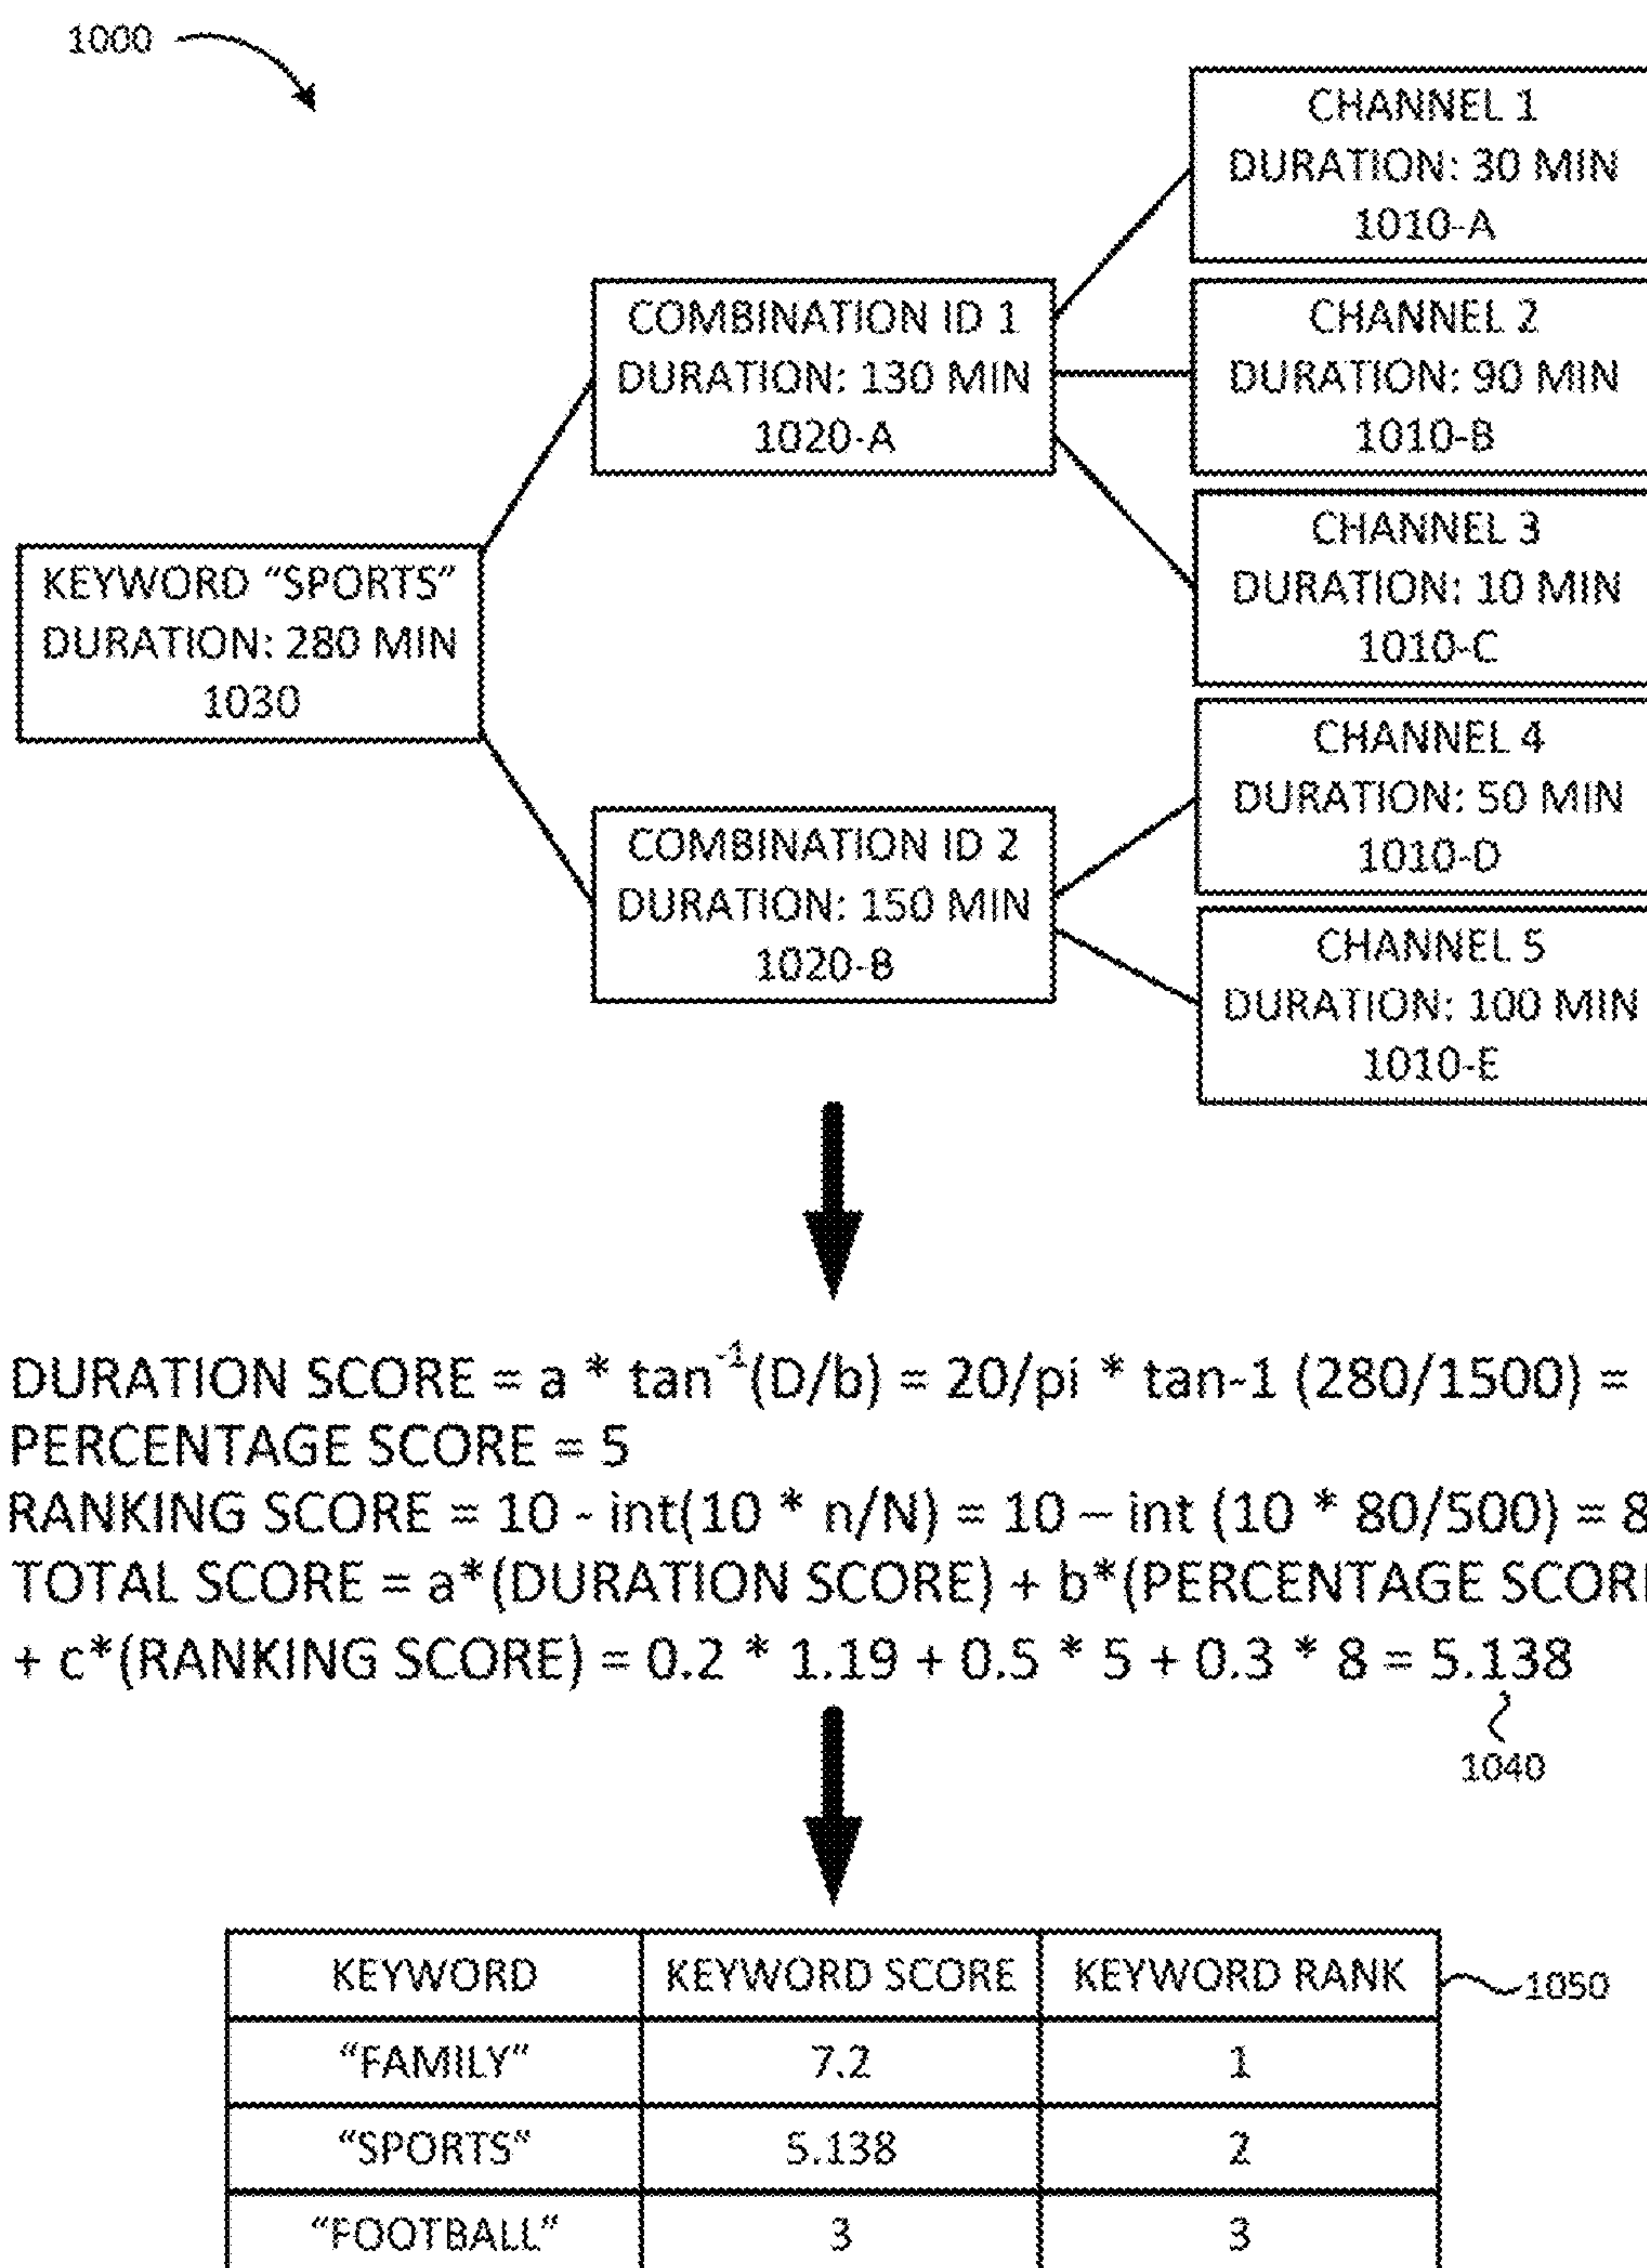 1000
CHANNEL 1
DURATION: 30 MIN
1010-A
COMBINATION ID 1
DURATION: 130 MIN
1020-A
CHANNEL 2
DURATION: 90 MIN
1010-B
CHANNEL 3
DURATION: 10 MIN
1010-C
KEYWORD “SPORTS”
DURATION: 280 MIN
1030
CHANNEL 4
DURATION: 50 MIN
1010-D
COMBINATION ID 2
DURATION: 150 MIN
1020-B
CHANNEL 5
DURATION: 100 MIN
1010-E
DURATION SCORE = a * tan⁻¹(D/b) = 20/pi * tan-1 (280/1500) =
PERCENTAGE SCORE = 5
RANKING SCORE = 10 - int(10 * n/N) = 10 – int (10 * 80/500) = 8
TOTAL SCORE = a*(DURATION SCORE) + b*(PERCENTAGE SCORE
+ c*(RANKING SCORE) = 0.2 * 1.19 + 0.5 * 5 + 0.3 * 8 = 5.138
1040
KEYWORD KEYWORD SCORE KEYWORD RANK 1050
“FAMILY” 7.2 1
“SPORTS” 5.138 2
“FOOTBALL” 3 3